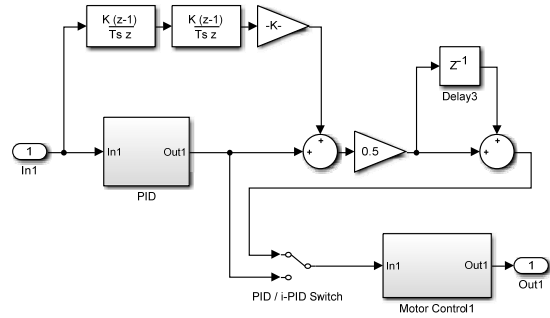 K (z-1)
Ts z
K (z-1)
Ts z
-K-
z-1
Delay3
1
In1
In1
Out1
PID
+
+
0.5
+
+
PID / i-PID Switch
In1
Out1
Motor Control1
1
Out1